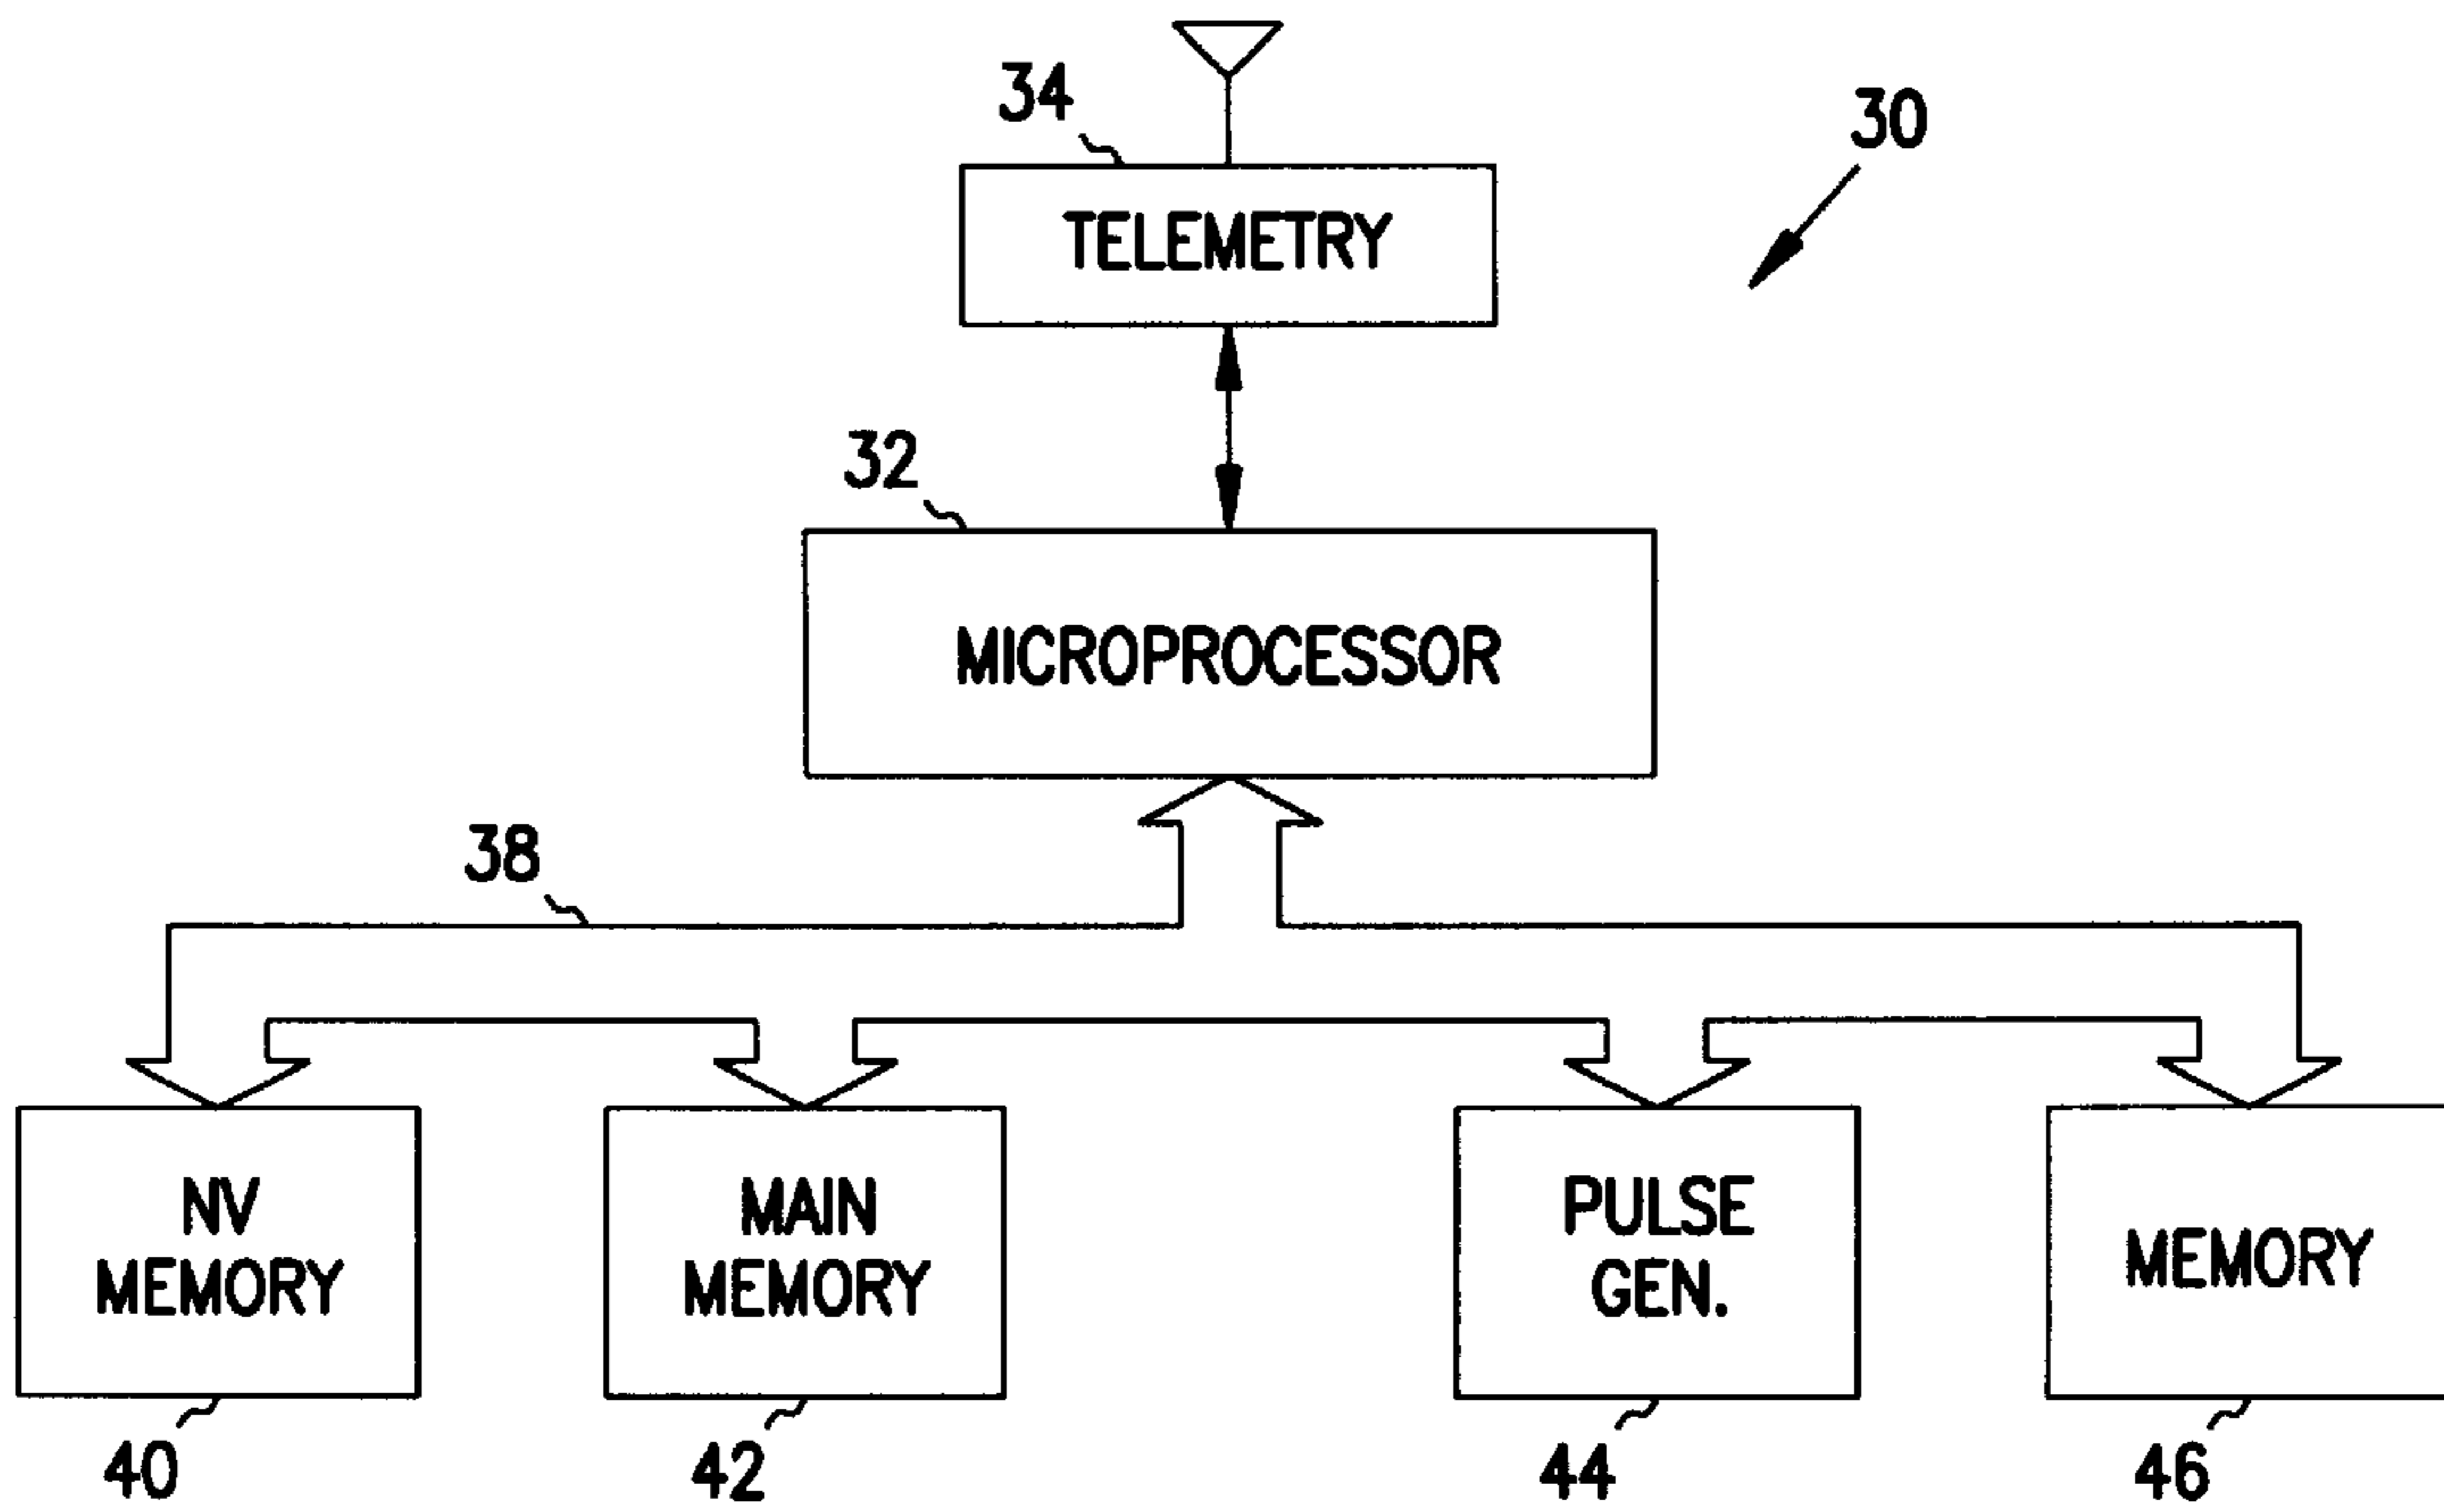 34
30
TELEMETRY
32
MICROPROCESSOR
38
NV
MEMORY
MAIN
MEMORY
PULSE
GEN.
MEMORY
40
42
44
46